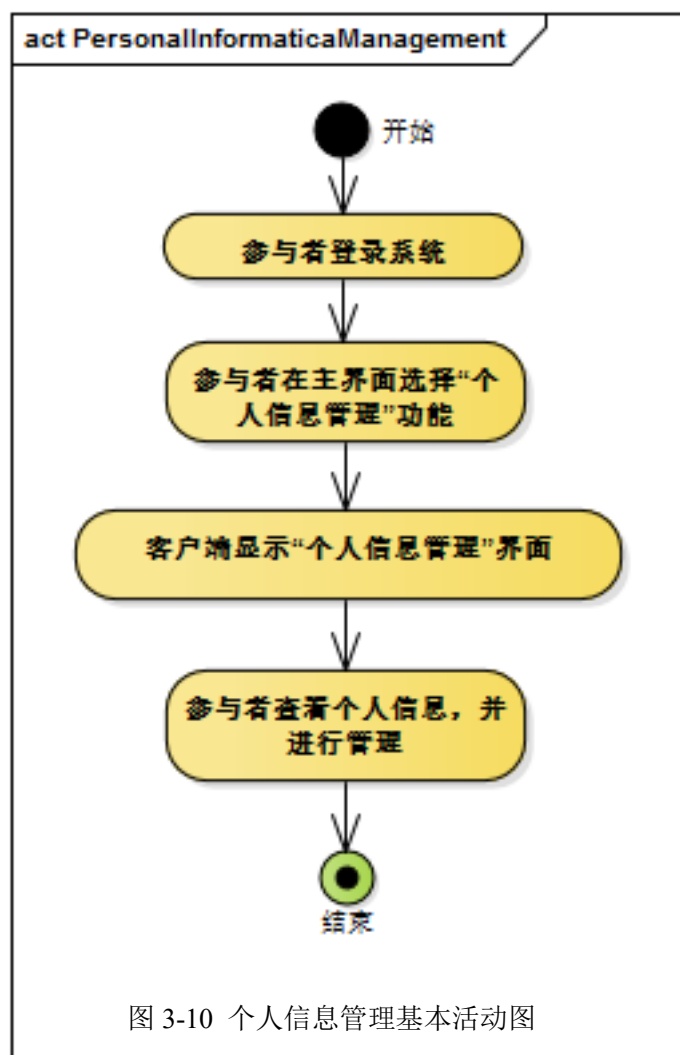 act PersonalInformaticaManagement
开始
参与者登录系统
参与者在主界面选择“个
人信息管理”功能
客户端显示“个人信息管理”界面
参与者查看个人信息，并
进行管理
结束
图 3-10 个人信息管理基本活动图